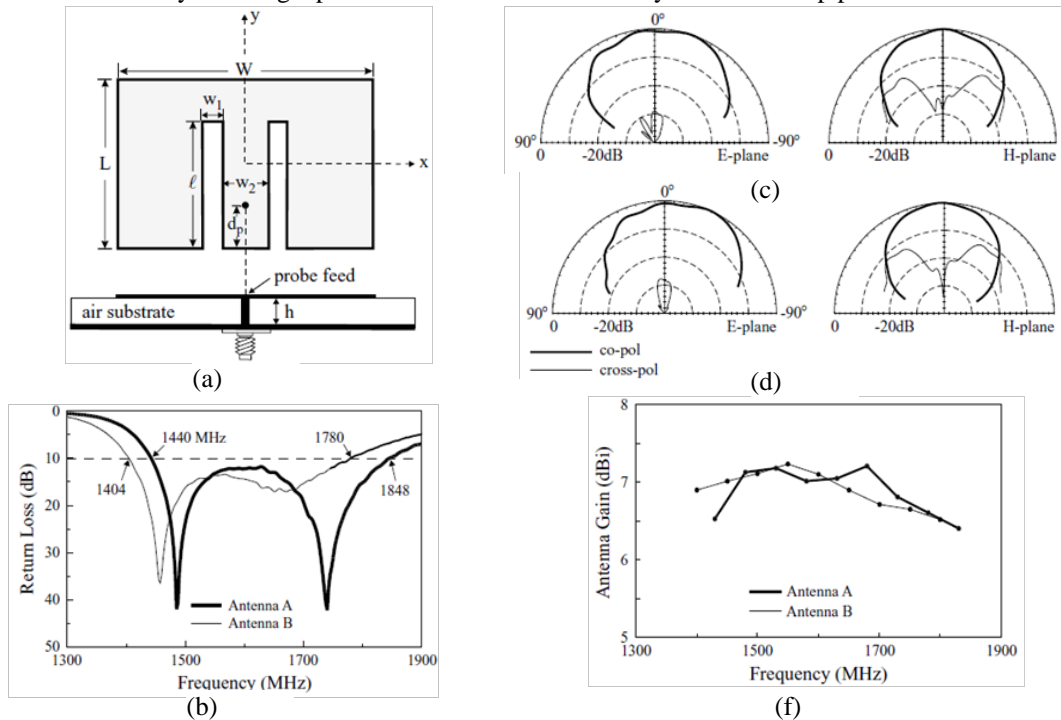 y
W
w1
L
ℓ
x
w2
dp
probe feed
air substrate
h
(a)
0°
90°
0
-20dB
E-plane
0°
-20dB
H-plane
-90°
(c)
0°
90°
0
-20dB
E-plane
0°
-20dB
H-plane
-90°
co-pol
cross-pol
(d)
0
10
20
30
40
50
Return Loss (dB)
1440 MHz
1780
1404
1848
Antenna A
Antenna B
1300
1500
1700
1900
Frequency (MHz)
(b)
8
7
6
5
Antenna Gain (dBi)
Antenna A
Antenna B
1300
1500
1700
1900
Frequency (MHz)
(f)